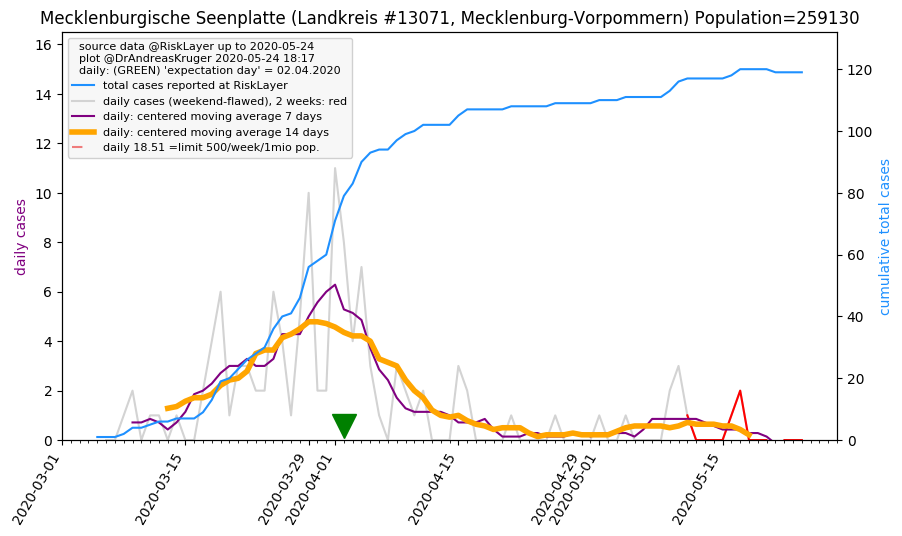 Mecklenburgische Seenplatte (Landkreis #13071, Mecklenburg-Vorpommern) Population=259130
source data @RiskLayer up to 2020-05-24
plot @DrAndreasKruger 2020-05-24 18:17
daily: (GREEN) 'expectation day' = 02.04.2020
total cases reported at RiskLayer
daily cases (weekend-flawed), 2 weeks: red
daily: centered moving average 7 days
daily: centered moving average 14 days
daily 18.51 =limit 500/week/1mio pop.
daily cases
16
14
12
10
8
6
4
2
0
cumulative total cases
120
100
80
60
40
20
0
2020-03-01
2020-03-15
2020-03-29
2020-04-01
2020-04-15
2020-04-29
2020-05-01
2020-05-15